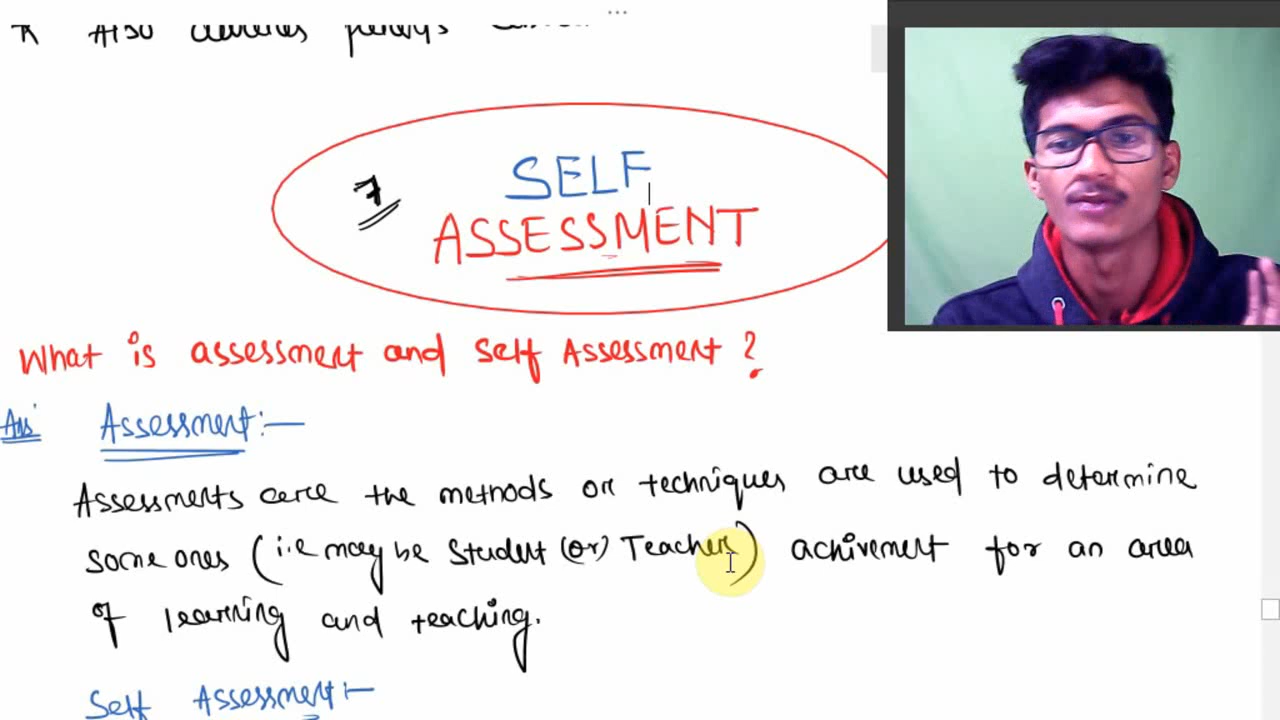 Also
7
SELF
ASSESSMENT
What is assessment and self Assessment ?
Ans Assessment:-
Assessments are the methods or techniques are used to determine
some ones (i.e may be student (or) Teacher) achivement for an area
of learning and teaching.
Self Assessment:-